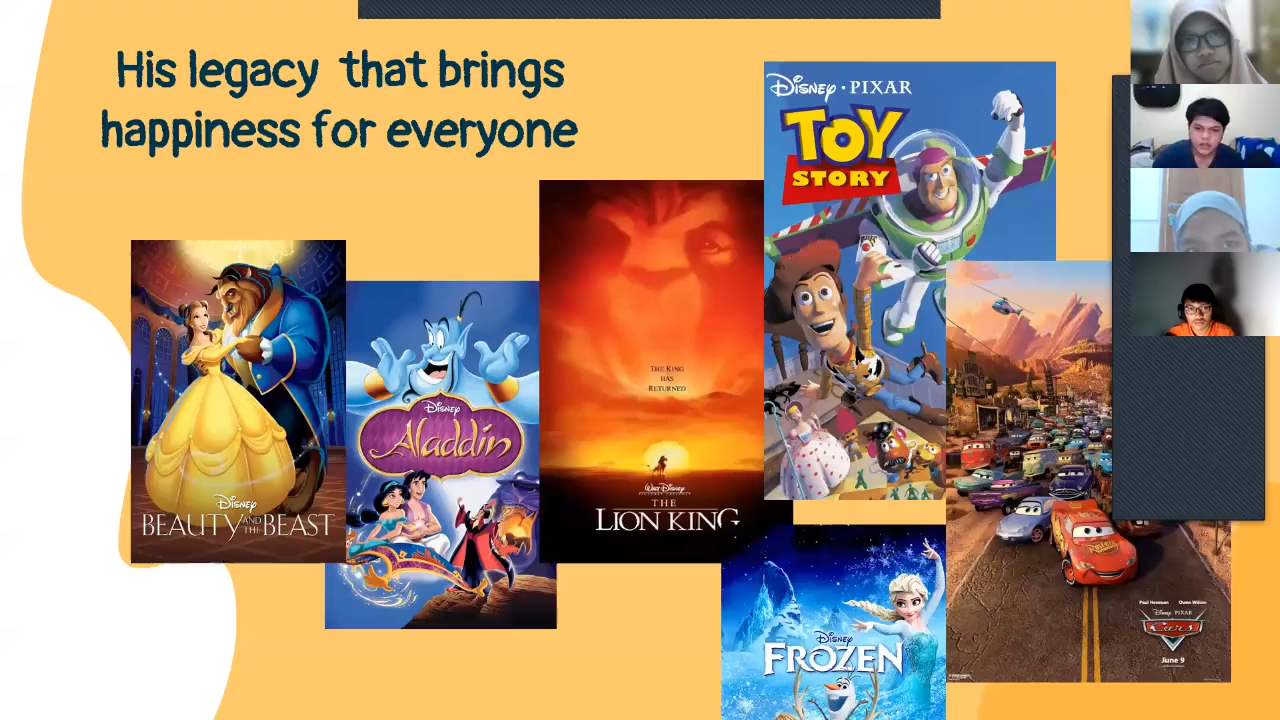 His legacy that brings
happiness for everyone
Disney · PIXAR
TOY
STORY
Disney
BEAUTY AND THE BEAST
Disney
Aladdin
THE KING
HAS
RETURNED
Walt Disney
THE
LION KING
Disney
FROZEN
Paul Newman Owen Wilson
Disney PIXAR
Cars
June 9